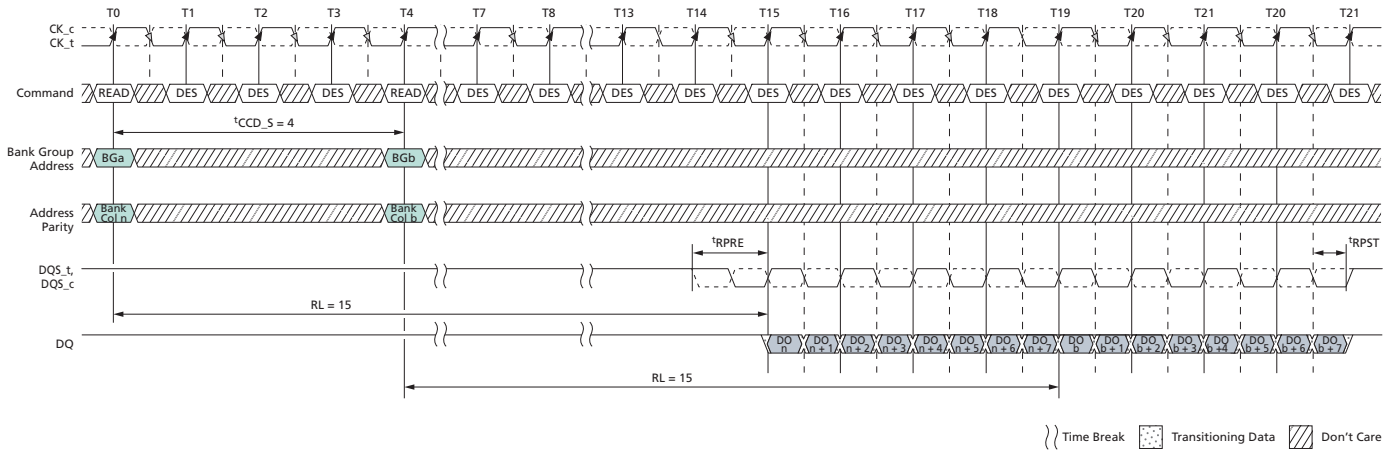 T0 T1 T2 T3 T4 T7 T8 T13 T14 T15 T16 T17 T18 T19 T20 T21 T20 T21
CK_c
CK_t
Command READ DES DES DES READ DES DES DES DES DES DES DES DES DES DES DES DES DES
tCCD_S = 4
Bank Group
Address
BGa BGb
Address
Parity
Bank
Col n
Bank
Col b
tRPRE tRPST
DQS_t,
DQS_c
RL = 15
DQ
DO
n
DO
n + 1
DO
n + 2
DO
n + 3
DO
n + 4
DO
n + 5
DO
n + 6
DO
n + 7
DO
b
DO
b + 1
DO
b + 2
DO
b + 3
DO
b + 4
DO
b + 5
DO
b + 6
DO
b + 7
RL = 15
Time Break Transitioning Data Don't Care